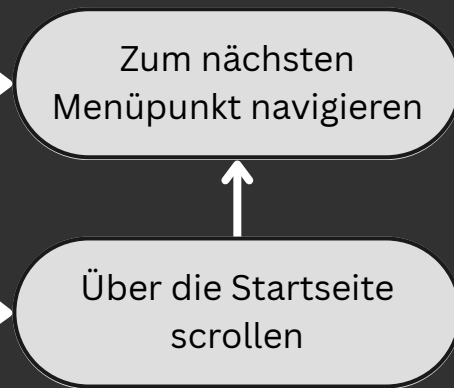 Zum nächsten
Menüpunkt navigieren
Über die Startseite
scrollen